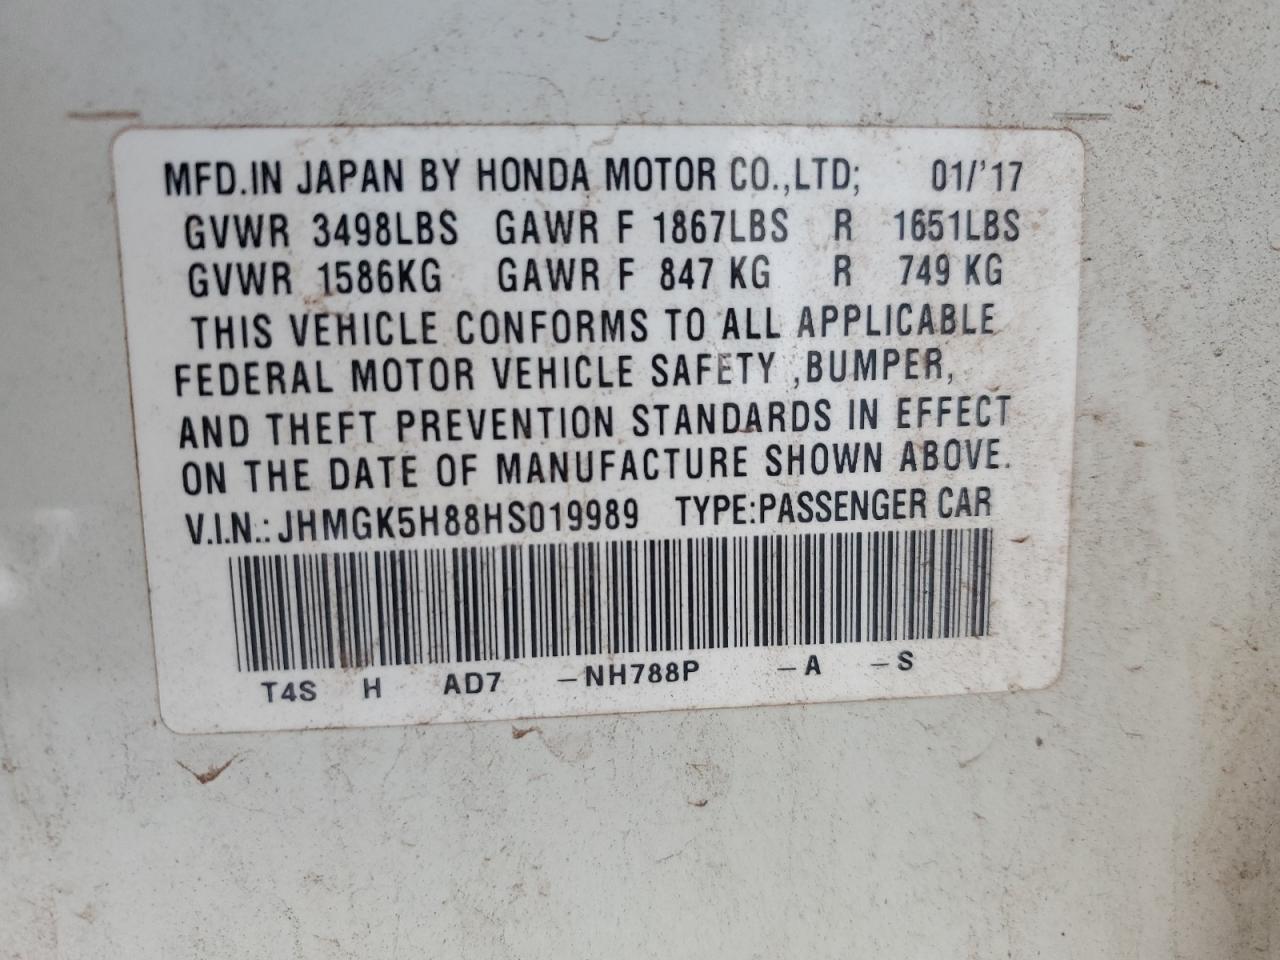 MFD.IN JAPAN BY HONDA MOTOR CO.,LTD; 01/'17
GVWR 3498LBS GAWR F 1867LBS R 1651LBS
GVWR 1586KG GAWR F 847 KG R 749 KG
THIS VEHICLE CONFORMS TO ALL APPLICABLE
FEDERAL MOTOR VEHICLE SAFETY ,BUMPER,
AND THEFT PREVENTION STANDARDS IN EFFECT
ON THE DATE OF MANUFACTURE SHOWN ABOVE.
V.I.N.: JHMGK5H88HS019989 TYPE:PASSENGER CAR
T4S H AD7 -NH788P -A -S